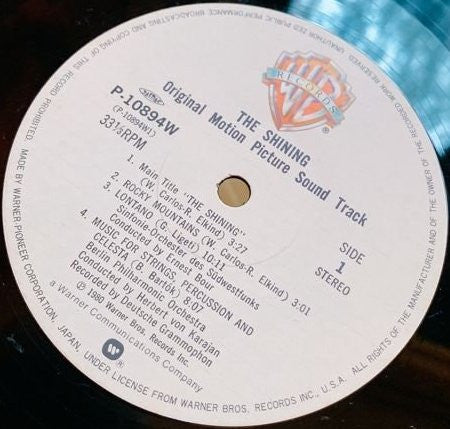 WB
RECORDS
THE SHINING
Original Motion Picture Sound Track
P-10894W
(P-10894W1)
33⅓RPM
SIDE
1
STEREO
1. Main Title "THE SHINING"
(W. Carlos-R. Elkind) 3:27
2. ROCKY MOUNTAINS (W. Carlos-R. Elkind) 3:01
3. LONTANO (G. Ligeti) 10:11
Sinfonie-Orchester des Südwestfunks
Conducted by Ernest Bour
4. MUSIC FOR STRINGS, PERCUSSION AND
CELESTA (B. Bartók) 8:07
Berlin Philharmonic Orchestra
Conducted by Herbert von Karajan
Recorded by Deutsche Grammophon
℗ 1980 Warner Bros. Records Inc.
a Warner Communications Company
MADE BY WARNER-PIONEER CORPORATION, JAPAN, UNDER LICENSE FROM WARNER BROS. RECORDS INC., U.S.A. ALL RIGHTS OF THE MANUFACTURER AND OF THE OWNER OF THE RECORDED WORK RESERVED. UNAUTHORIZED PUBLIC PERFORMANCE, BROADCASTING AND COPYING OF THIS RECORD PROHIBITED.